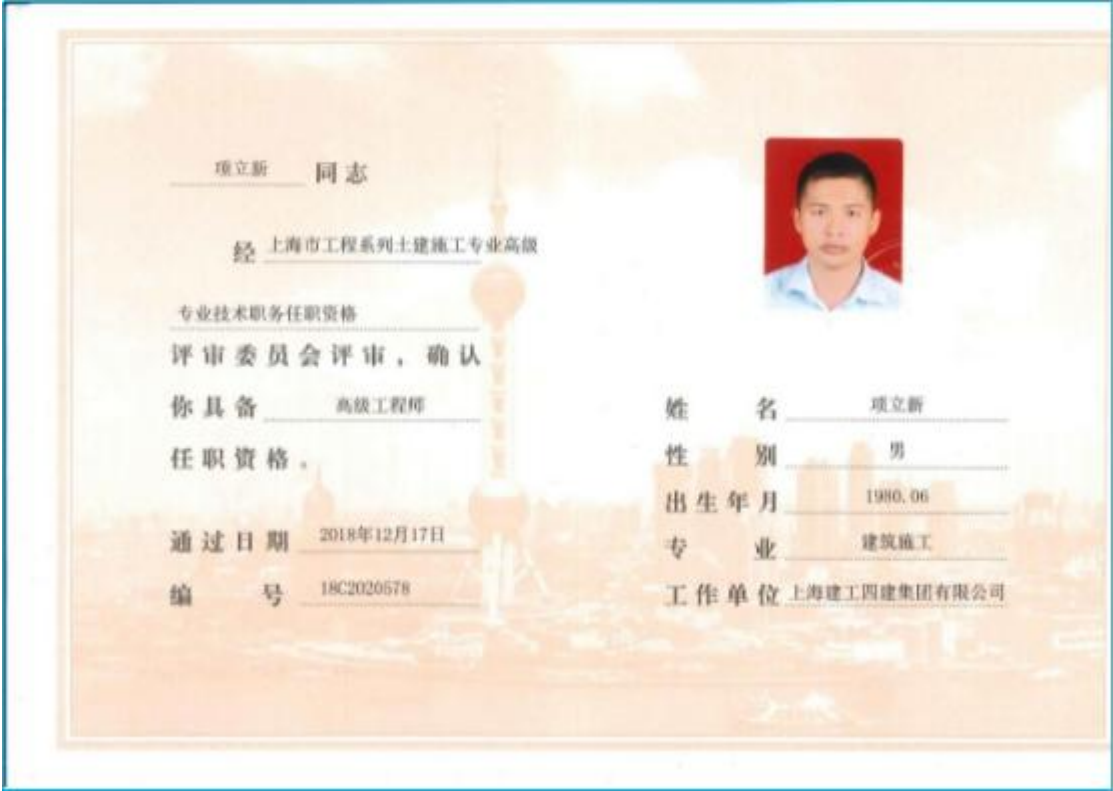 项立新 同志
经 上海市工程系列土建施工专业高级
专业技术职务任职资格
评审委员会评审，确认
你具备 高级工程师
任职资格。
通过日期 2018年12月17日
编号 18C2020578
姓名 项立新
性别 男
出生年月 1980.06
专业 建筑施工
工作单位 上海建工四建集团有限公司